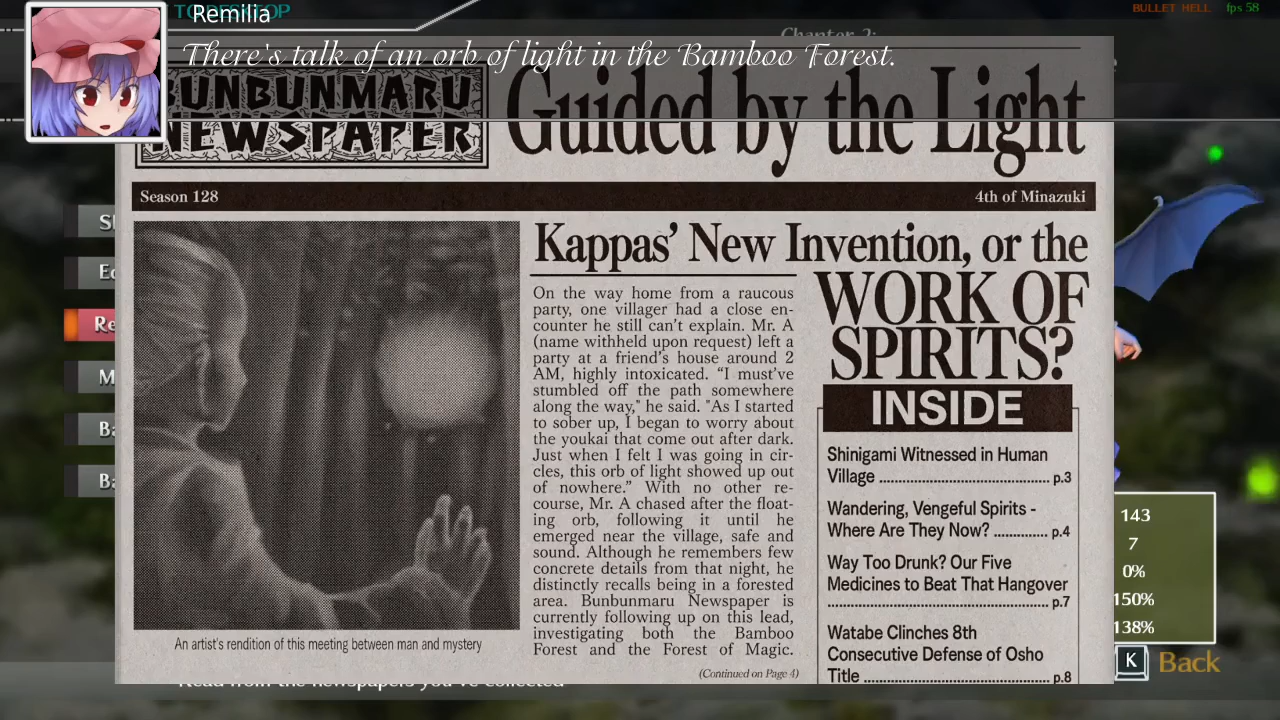 TO DESKTOP
BULLET HELL
fps 58
Remilia
There's talk of an orb of light in the Bamboo Forest.
Chapter 2:
BUNBUNMARU
NEWSPAPER
Guided by the Light
Season 128
4th of Minazuki
Kappas’ New Invention, or the
WORK OF
SPIRITS?
On the way home from a raucous
party, one villager had a close en-
counter he still can’t explain. Mr. A
(name withheld upon request) left a
party at a friend’s house around 2
AM, highly intoxicated. “I must’ve
stumbled off the path somewhere
along the way," he said. "As I started
to sober up, I began to worry about
the youkai that come out after dark.
Just when I felt I was going in cir-
cles, this orb of light showed up out
of nowhere.” With no other re-
course, Mr. A chased after the float-
ing orb, following it until he
emerged near the village, safe and
sound. Although he remembers few
concrete details from that night, he
distinctly recalls being in a forested
area. Bunbunmaru Newspaper is
currently following up on this lead,
investigating both the Bamboo
Forest and the Forest of Magic.
(Continued on Page 4)
An artist's rendition of this meeting between man and mystery
INSIDE
Shinigami Witnessed in Human
Village ........................................... p.3
Wandering, Vengeful Spirits -
Where Are They Now? .............. p.4
Way Too Drunk? Our Five
Medicines to Beat That Hangover
........................................................ p.7
Watabe Clinches 8th
Consecutive Defense of Osho
Title ................................................ p.8
143
7
0%
150%
138%
K Back
Read from the newspapers you've collected